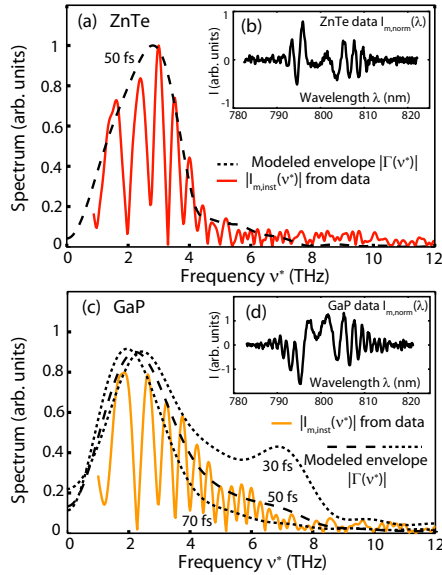 (a) ZnTe
50 fs
(b) ZnTe data I m,norm(λ)
I (arb. units)
1
0
-1
780 790 800 810 820
Wavelength λ (nm)
Modeled envelope |Γ(ν*)|
|I m,inst(ν*)| from data
Spectrum (arb. units)
1
0.8
0.6
0.4
0.2
0
0 2 4 6 8 10 12
Frequency ν* (THz)
(c) GaP
(d) GaP data I m,norm(λ)
I (arb. units)
1
0
-1
780 790 800 810 820
Wavelength λ (nm)
|I m,inst(ν*)| from data
Modeled envelope
|Γ(ν*)|
30 fs
50 fs
70 fs
Spectrum (arb. units)
1
0.8
0.6
0.4
0.2
0
0 2 4 6 8 10 12
Frequency ν* (THz)